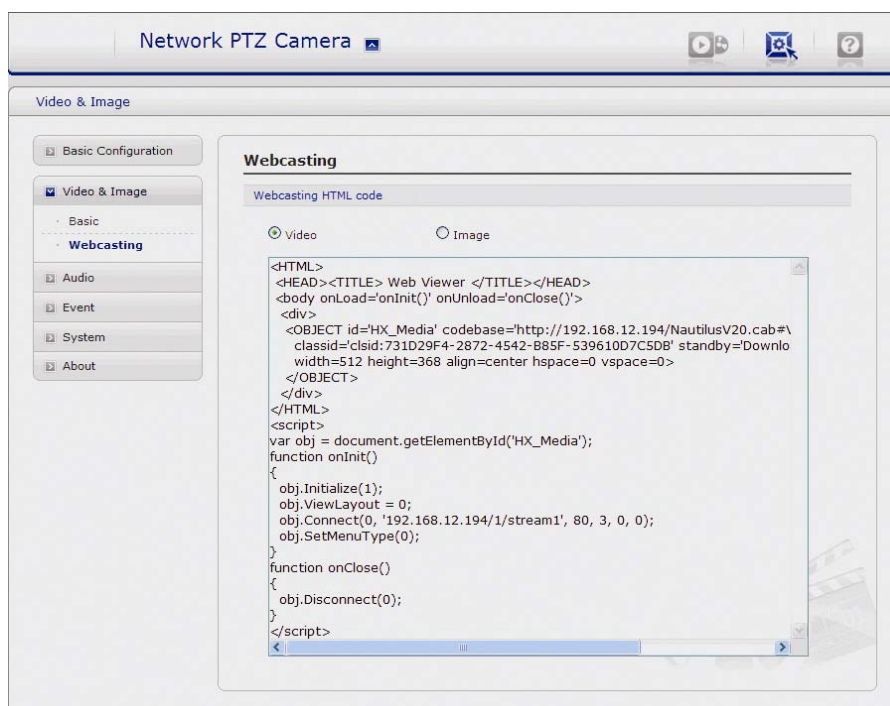 Network PTZ Camera
Video & Image
Basic Configuration
Video & Image
Basic
Webcasting
Audio
Event
System
About
Webcasting
Webcasting HTML code
Video
Image
<HTML>
<HEAD><TITLE> Web Viewer </TITLE></HEAD>
<body onLoad='onInit()' onUnload='onClose()'>
<div>
<OBJECT id='HX_Media' codebase='http://192.168.12.194/NautilusV20.cab#\
classid='clsid:731D29F4-2872-4542-B85F-539610D7C5DB' standby='Downlo
width=512 height=368 align=center hspace=0 vspace=0>
</OBJECT>
</div>
</HTML>
<script>
var obj = document.getElementById('HX_Media');
function onInit()
{
obj.Initialize(1);
obj.ViewLayout = 0;
obj.Connect(0, '192.168.12.194/1/stream1', 80, 3, 0, 0);
obj.SetMenuType(0);
}
function onClose()
{
obj.Disconnect(0);
}
</script>